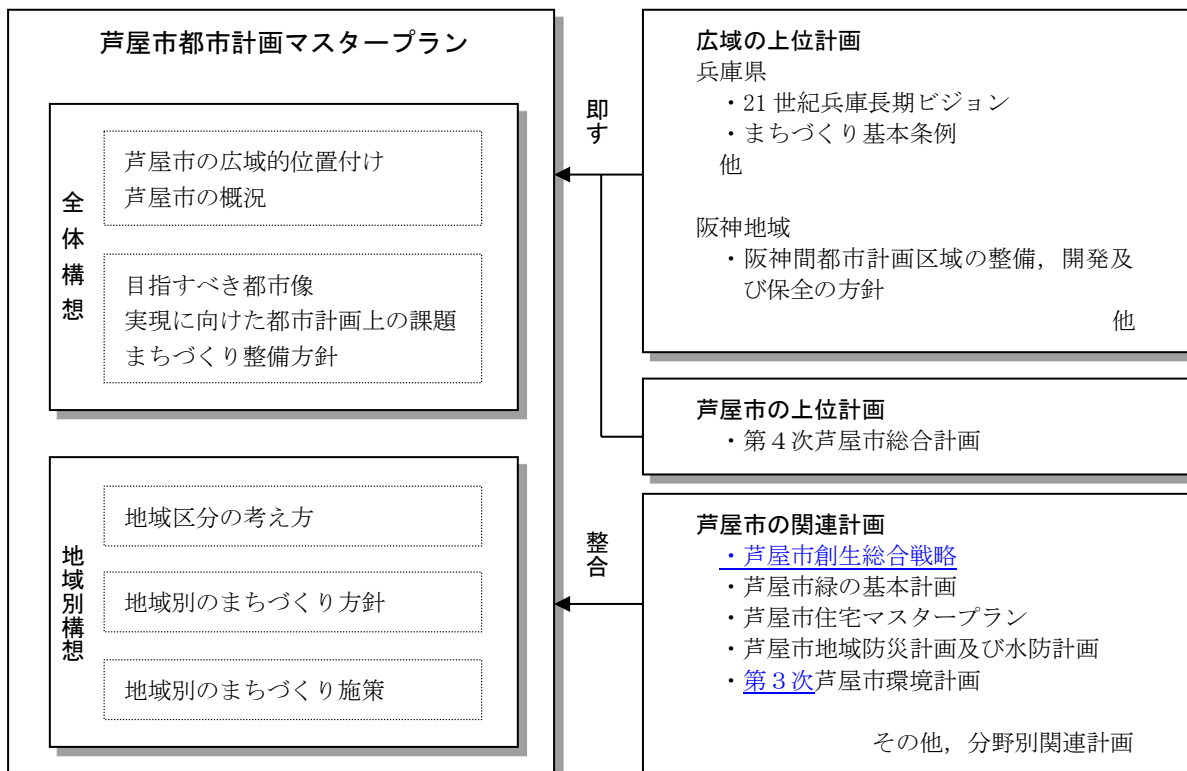 芦屋市都市計画マスタープラン
全体構想
芦屋市の広域的位置付け
芦屋市の概況
目指すべき都市像
実現に向けた都市計画上の課題
まちづくり整備方針
地域別構想
地域区分の考え方
地域別のまちづくり方針
地域別のまちづくり施策
即す
整合
広域の上位計画
兵庫県
・21 世紀兵庫長期ビジョン
・まちづくり基本条例
他
阪神地域
・阪神間都市計画区域の整備，開発及
び保全の方針
他
芦屋市の上位計画
・第４次芦屋市総合計画
芦屋市の関連計画
・芦屋市創生総合戦略
・芦屋市緑の基本計画
・芦屋市住宅マスタープラン
・芦屋市地域防災計画及び水防計画
・第３次芦屋市環境計画
その他，分野別関連計画